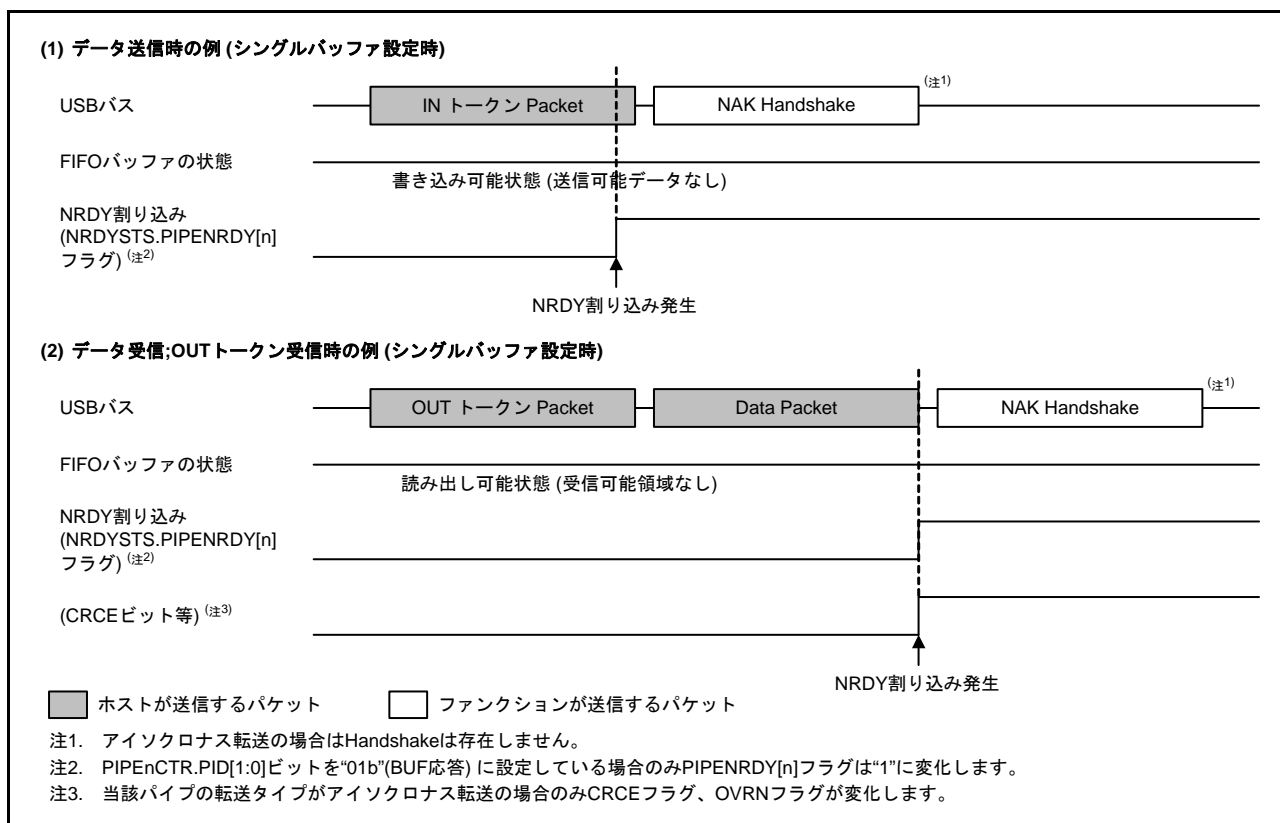 (1) データ送信時の例 (シングルバッファ設定時)
USBバス
IN トークン Packet
NAK Handshake
(注1)
FIFOバッファの状態
書き込み可能状態 (送信可能データなし)
NRDY割り込み
(NRDYSTS.PIPENRDY[n]
フラグ) (注2)
NRDY割り込み発生
(2) データ受信;OUTトークン受信時の例 (シングルバッファ設定時)
USBバス
OUT トークン Packet
Data Packet
NAK Handshake
(注1)
FIFOバッファの状態
読み出し可能状態 (受信可能領域なし)
NRDY割り込み
(NRDYSTS.PIPENRDY[n]
フラグ) (注2)
(CRCEビット等) (注3)
NRDY割り込み発生
ホストが送信するパケット
ファンクションが送信するパケット
注1. アイソクロナス転送の場合はHandshakeは存在しません。
注2. PIPEnCTR.PID[1:0]ビットを“01b”(BUF応答) に設定している場合のみPIPENRDY[n]フラグは“1”に変化します。
注3. 当該パイプの転送タイプがアイソクロナス転送の場合のみCRCEフラグ、OVRNフラグが変化します。